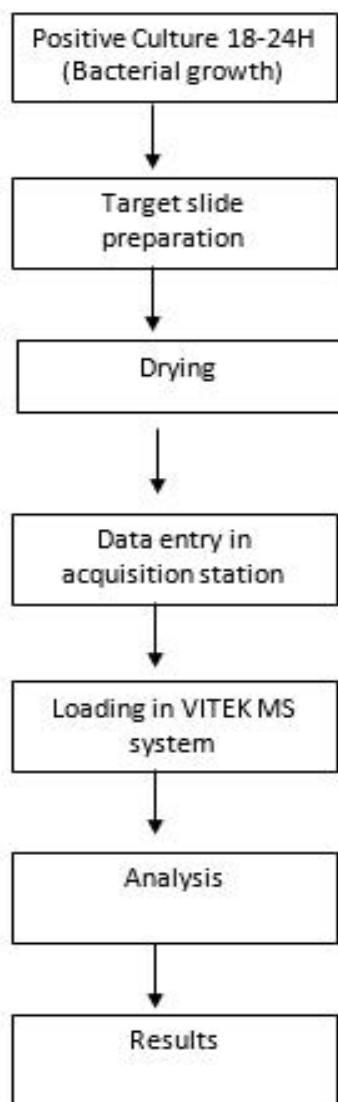 Positive Culture 18-24H
(Bacterial growth)
Target slide
preparation
Drying
Data entry in
acquisition station
Loading in VITEK MS
system
Analysis
Results